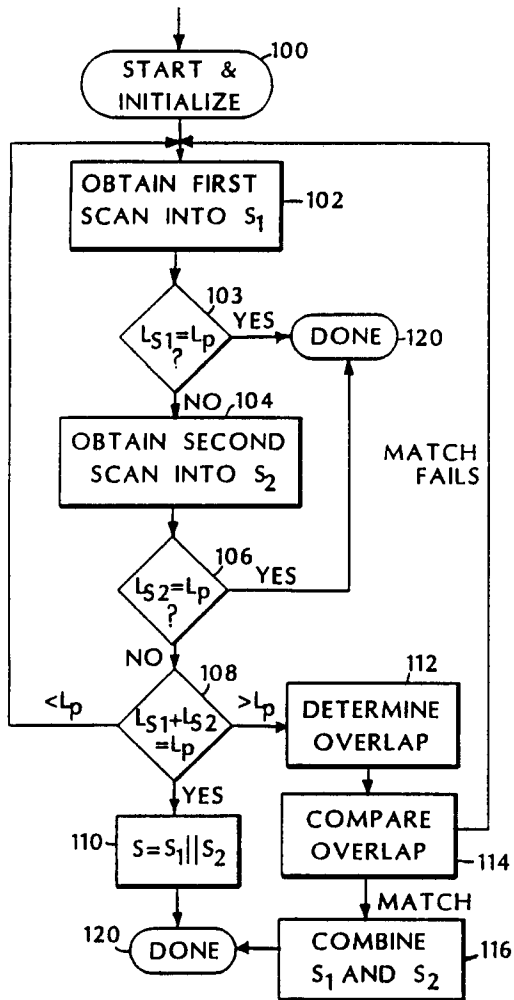 START &
INITIALIZE
100
OBTAIN FIRST
SCAN INTO S1
102
103
LS1=Lp
?
YES
DONE
120
NO
104
OBTAIN SECOND
SCAN INTO S2
MATCH
FAILS
106
LS2=Lp
?
YES
NO
108
<Lp
LS1+LS2
=Lp
>Lp
112
DETERMINE
OVERLAP
YES
110
S=S1||S2
COMPARE
OVERLAP
114
MATCH
120
DONE
COMBINE
S1 AND S2
116